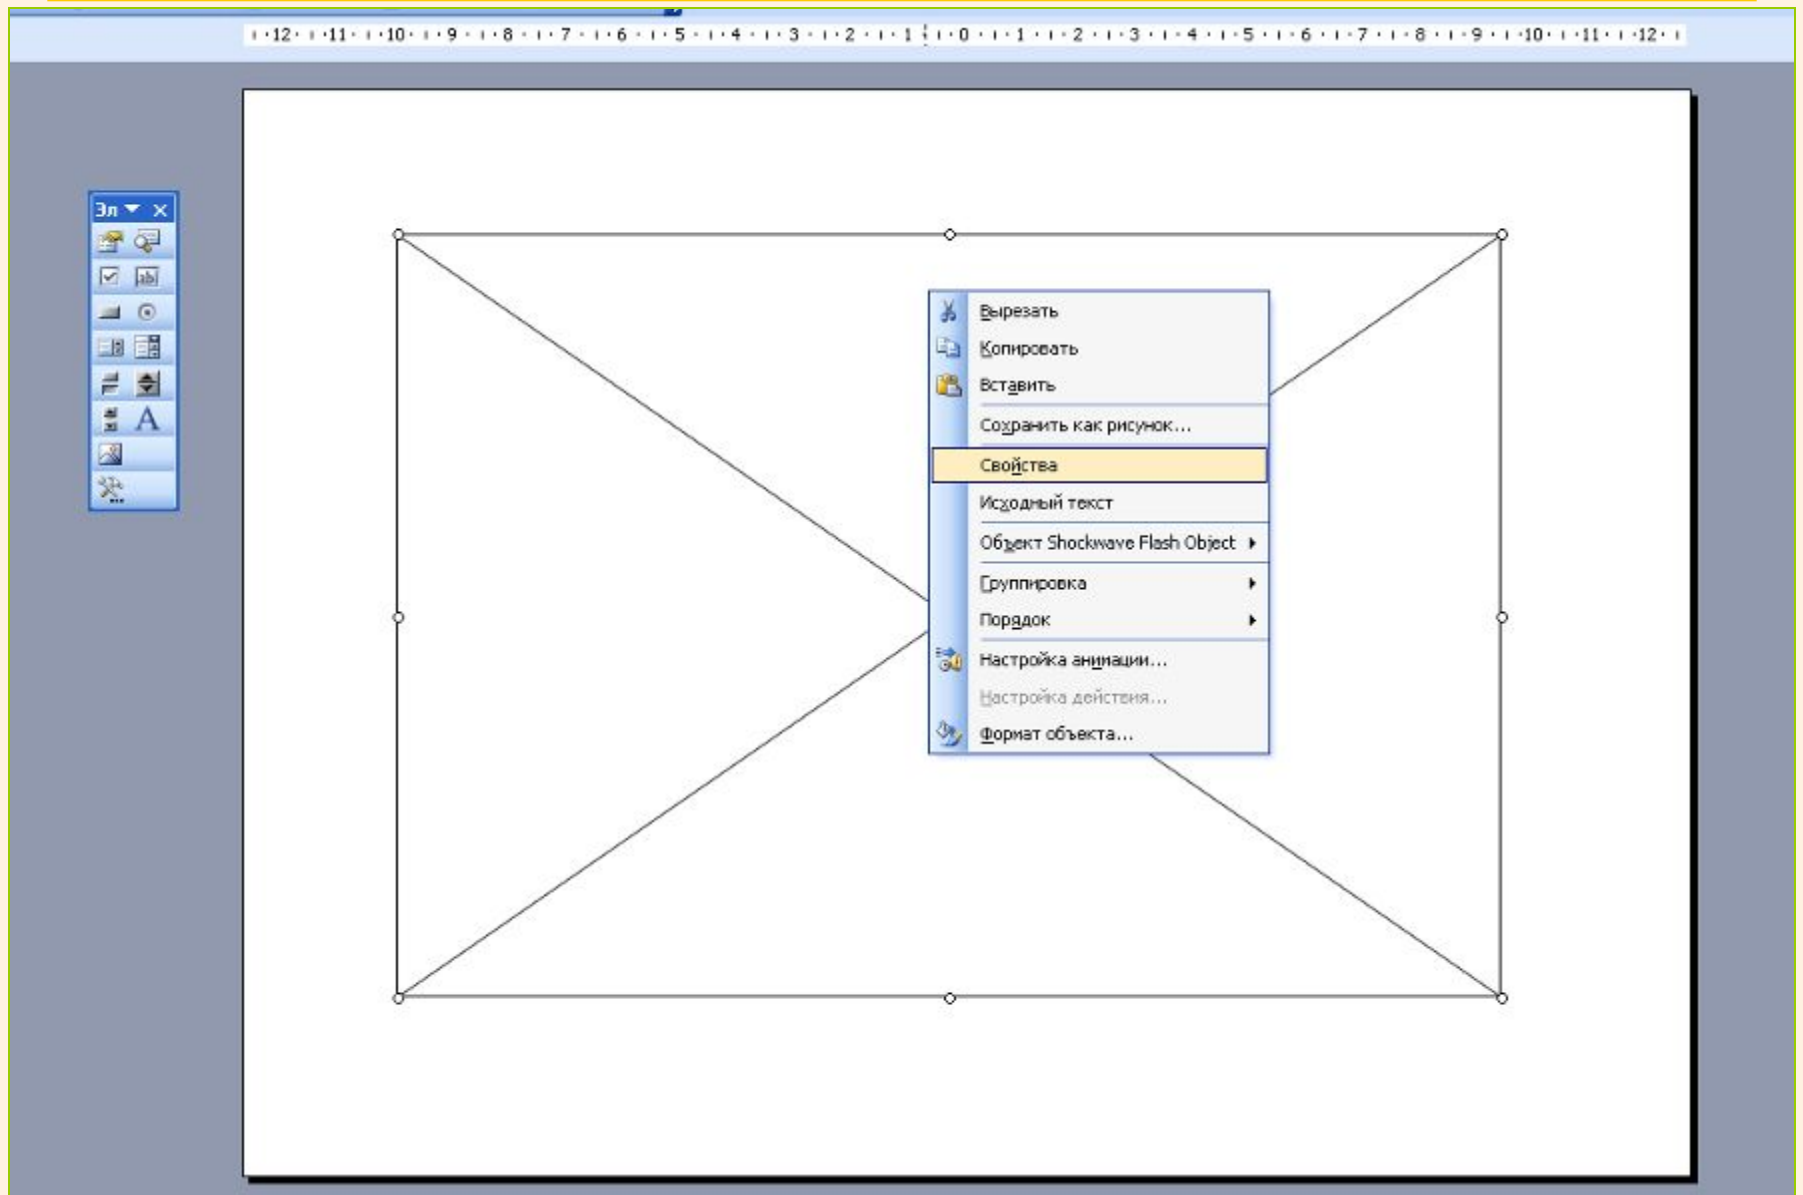 12 11 10 9 8 7 6 5 4 3 2 1 0 1 2 3 4 5 6 7 8 9 10 11 12
Эл
ab
A
Вырезать
Копировать
Вставить
Сохранить как рисунок...
Свойства
Исходный текст
Объект Shockwave Flash Object
Группировка
Порядок
Настройка анимации...
Настройка действия...
Формат объекта...